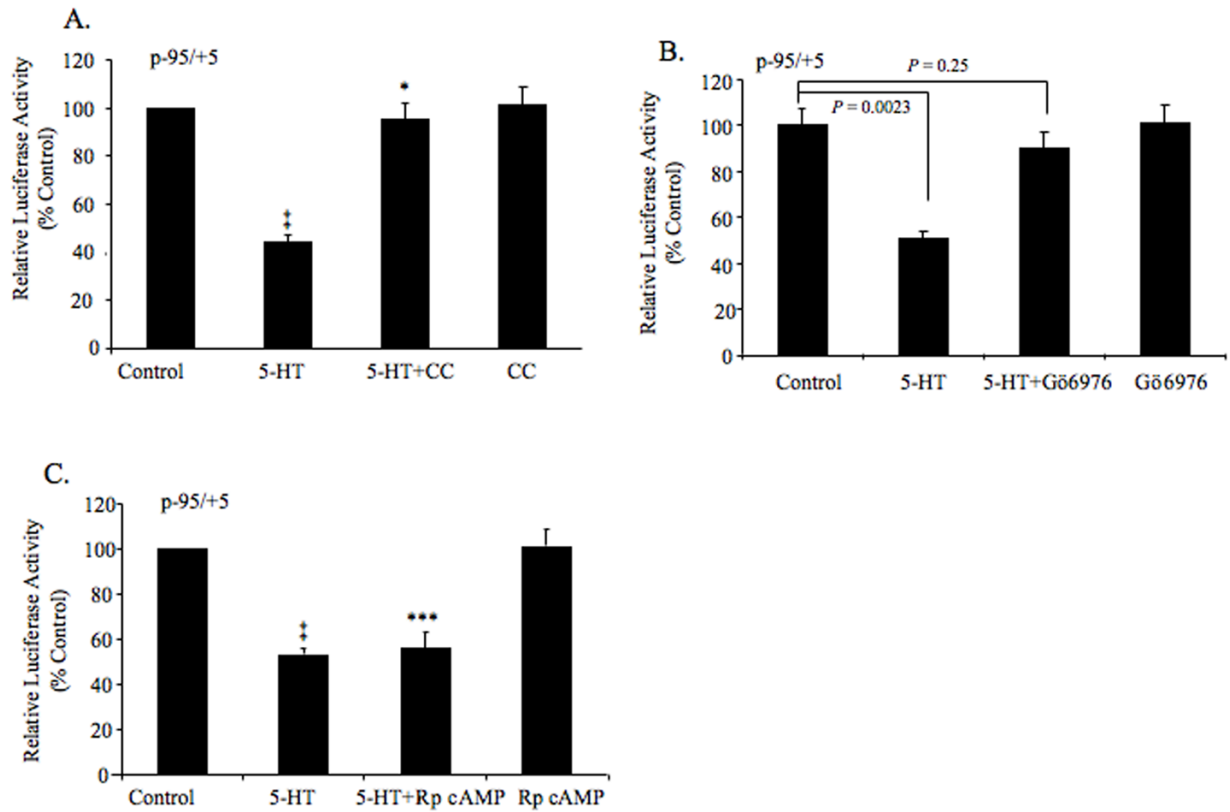 A.
p-95/+5
Relative Luciferase Activity
(% Control)
120
100
80
60
40
20
0
‡
*
Control
5-HT
5-HT+CC
CC
B.
p-95/+5
P = 0.25
P = 0.0023
Relative Luciferase Activity
(% Control)
120
100
80
60
40
20
0
Control
5-HT
5-HT+Gö6976
Gö6976
C.
p-95/+5
Relative Luciferase Activity
(% Control)
120
100
80
60
40
20
0
‡
***
Control
5-HT
5-HT+Rp cAMP
Rp cAMP